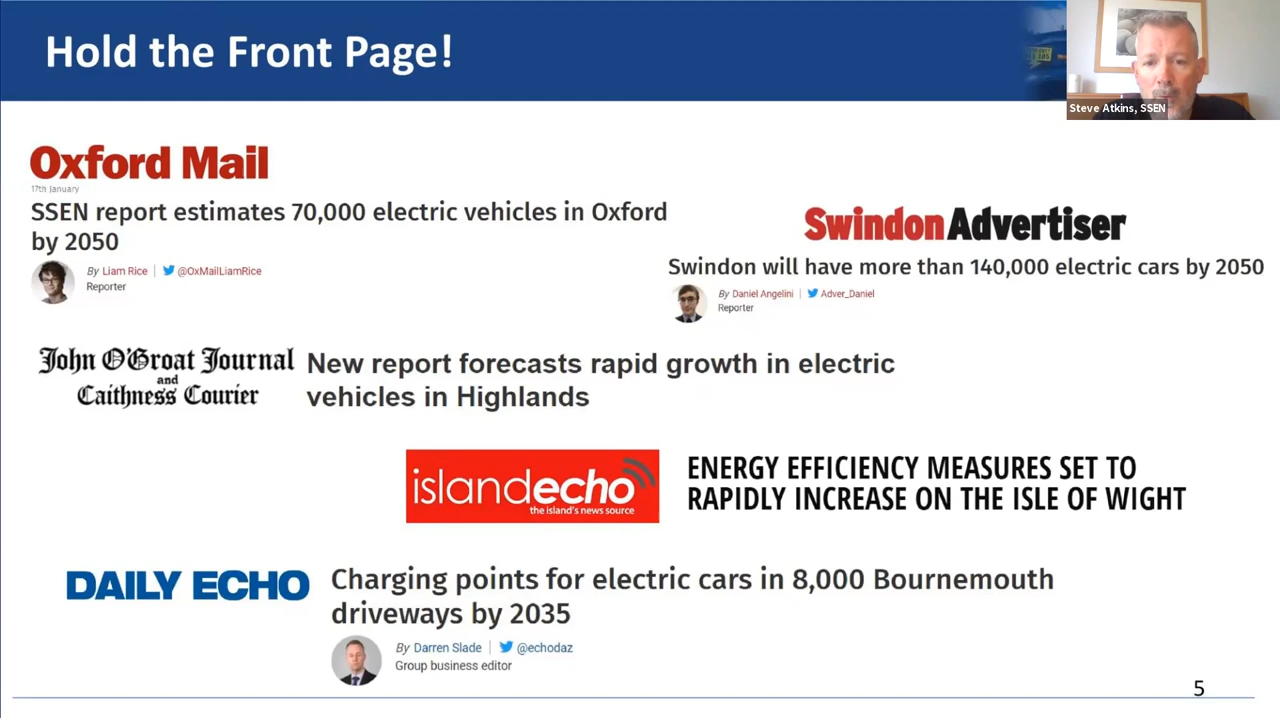 Hold the Front Page!
Steve Atkins, SSEN
Oxford Mail
17th January
SSEN report estimates 70,000 electric vehicles in Oxford
by 2050
By Liam Rice | @OxMailLiamRice
Reporter
Swindon Advertiser
Swindon will have more than 140,000 electric cars by 2050
By Daniel Angelini | Adver_Daniel
Reporter
John O'Groat Journal
and
Caithness Courier
New report forecasts rapid growth in electric
vehicles in Highlands
islandecho
the island's news source
ENERGY EFFICIENCY MEASURES SET TO
RAPIDLY INCREASE ON THE ISLE OF WIGHT
DAILY ECHO
Charging points for electric cars in 8,000 Bournemouth
driveways by 2035
By Darren Slade | @echodaz
Group business editor
5